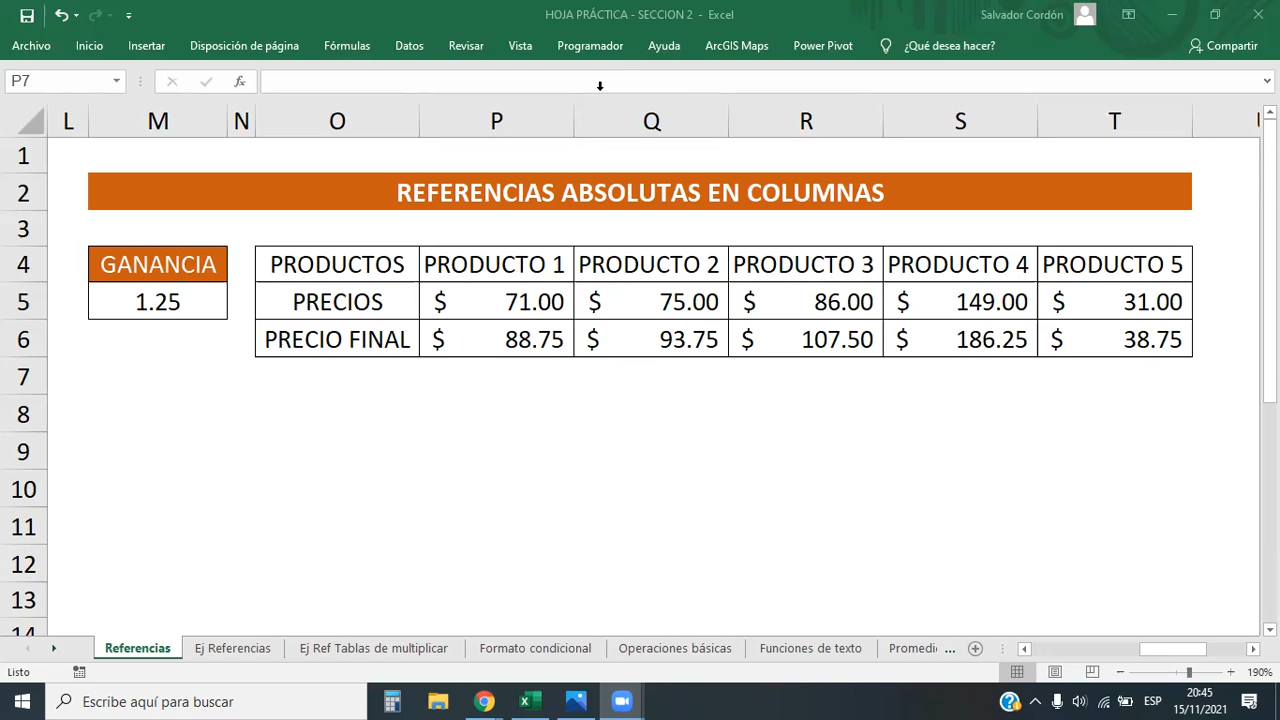 HOJA PRÁCTICA - SECCION 2 - Excel
Salvador Cordón
Archivo Inicio Insertar Disposición de página Fórmulas Datos Revisar Vista Programador Ayuda ArcGIS Maps Power Pivot ¿Qué desea hacer? Compartir
P7 fx
L M N O P Q R S T
1
2 REFERENCIAS ABSOLUTAS EN COLUMNAS
3
4 GANANCIA PRODUCTOS PRODUCTO 1 PRODUCTO 2 PRODUCTO 3 PRODUCTO 4 PRODUCTO 5
5 1.25 PRECIOS $ 71.00 $ 75.00 $ 86.00 $ 149.00 $ 31.00
6 PRECIO FINAL $ 88.75 $ 93.75 $ 107.50 $ 186.25 $ 38.75
7
8
9
10
11
12
13
14
Referencias Ej Referencias Ej Ref Tablas de multiplicar Formato condicional Operaciones básicas Funciones de texto Promedi ...
Listo 190%
Escribe aquí para buscar ESP 20:45
15/11/2021